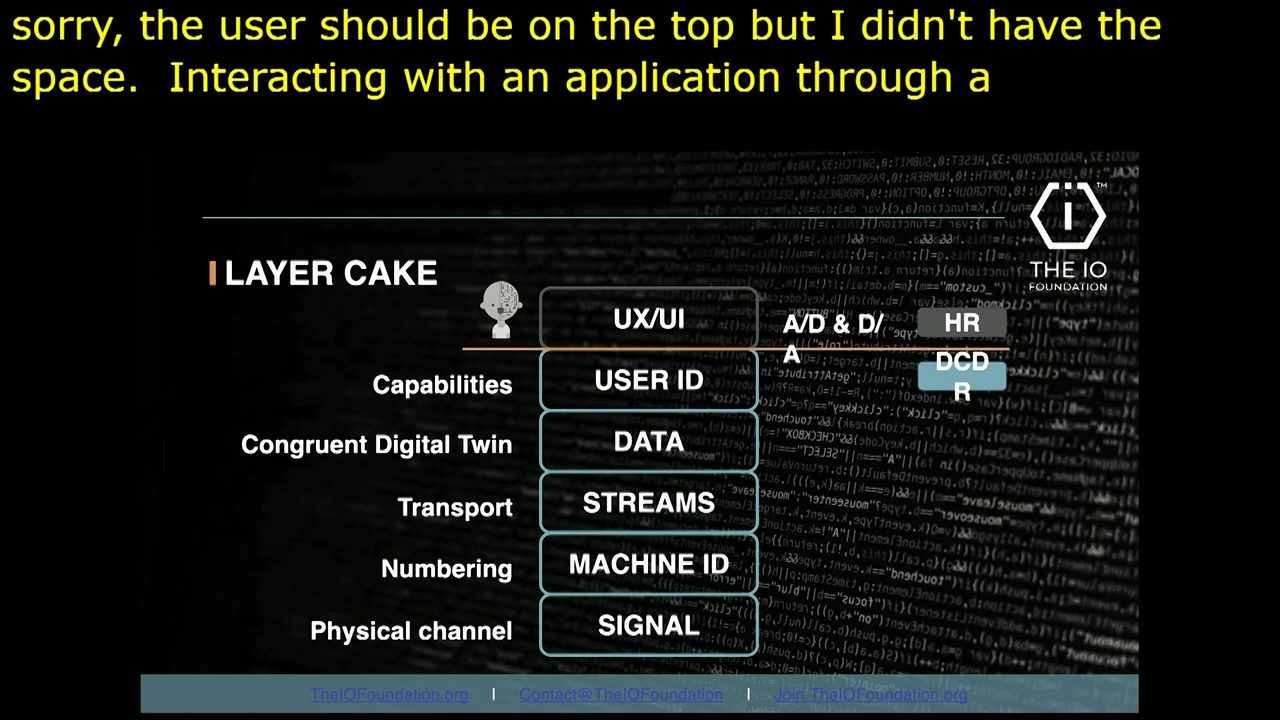 sorry, the user should be on the top but I didn't have the
space.  Interacting with an application through a
THE IO
FOUNDATION
TM
LAYER CAKE
UX/UI
A/D & D/
A
HR
DCD
R
Capabilities
USER ID
Congruent Digital Twin
DATA
Transport
STREAMS
Numbering
MACHINE ID
Physical channel
SIGNAL
TheIOFoundation.org | Contact@TheIOFoundation | Join.TheIOFoundation.org